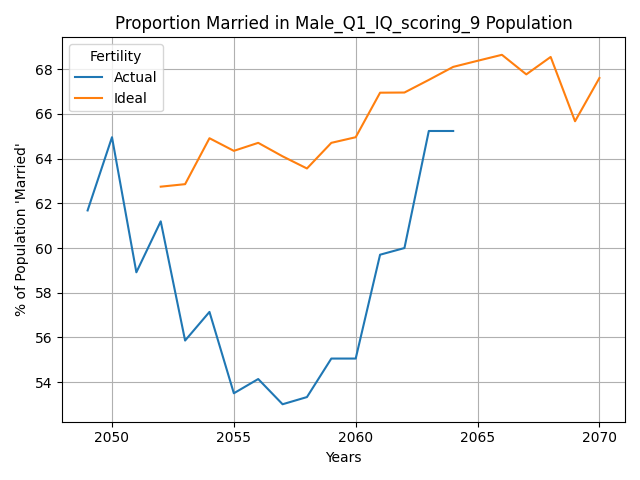 Proportion Married in Male_Q1_IQ_scoring_9 Population
Fertility
Actual
Ideal
% of Population 'Married'
68
66
64
62
60
58
56
54
2050
2055
2060
2065
2070
Years